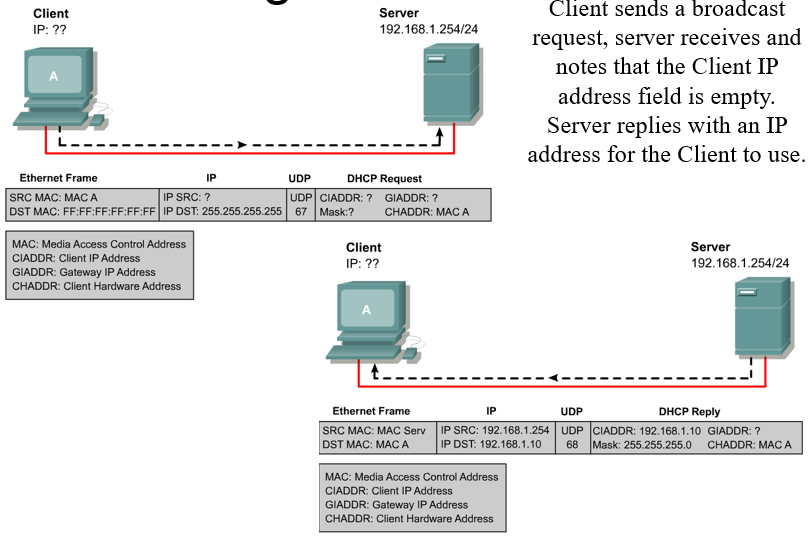 Client sends a broadcast
request, server receives and
notes that the Client IP
address field is empty.
Server replies with an IP
address for the Client to use.
Client
IP: ??
Server
192.168.1.254/24
A
Ethernet Frame IP UDP DHCP Request
SRC MAC: MAC A IP SRC: ? UDP CIADDR: ? GIADDR: ?
DST MAC: FF:FF:FF:FF:FF:FF IP DST: 255.255.255.255 67 Mask:? CHADDR: MAC A
MAC: Media Access Control Address
CIADDR: Client IP Address
GIADDR: Gateway IP Address
CHADDR: Client Hardware Address
Client
IP: ??
Server
192.168.1.254/24
A
Ethernet Frame IP UDP DHCP Reply
SRC MAC: MAC Serv IP SRC: 192.168.1.254 UDP CIADDR: 192.168.1.10 GIADDR: ?
DST MAC: MAC A IP DST: 192.168.1.10 68 Mask: 255.255.255.0 CHADDR: MAC A
MAC: Media Access Control Address
CIADDR: Client IP Address
GIADDR: Gateway IP Address
CHADDR: Client Hardware Address